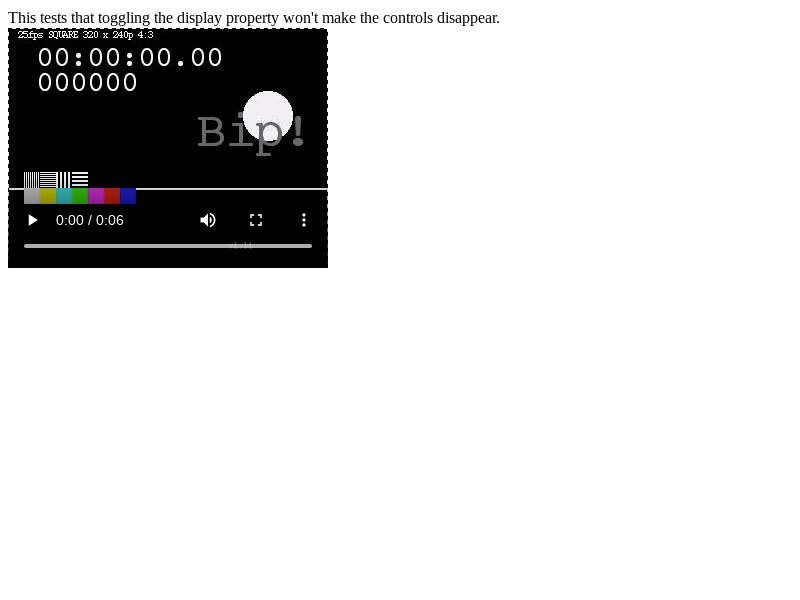 This tests that toggling the display property won't make the controls disappear.
25fps SQUARE 320 x 240p 4:3
00:00:00.00
000000
Bip!
0:00 / 0:06